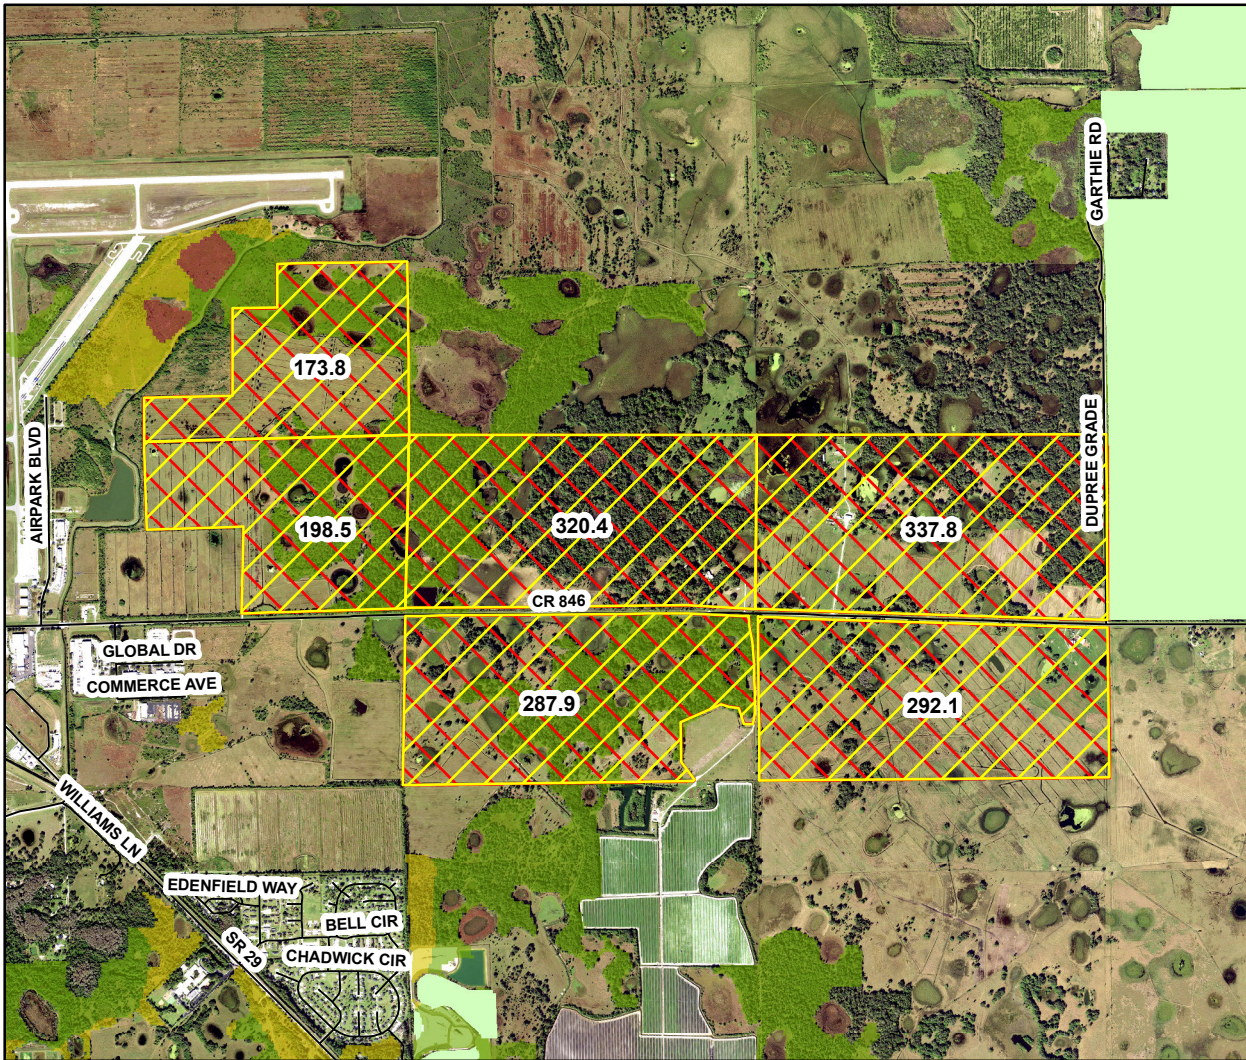 GARTHIE RD
173.8
AIRPARK BLVD
DUPREE GRADE
198.5
320.4
337.8
CR 846
GLOBAL DR
COMMERCE AVE
287.9
292.1
WILLIAMS LN
EDENFIELD WAY
BELL CIR
SR 29
CHADWICK CIR